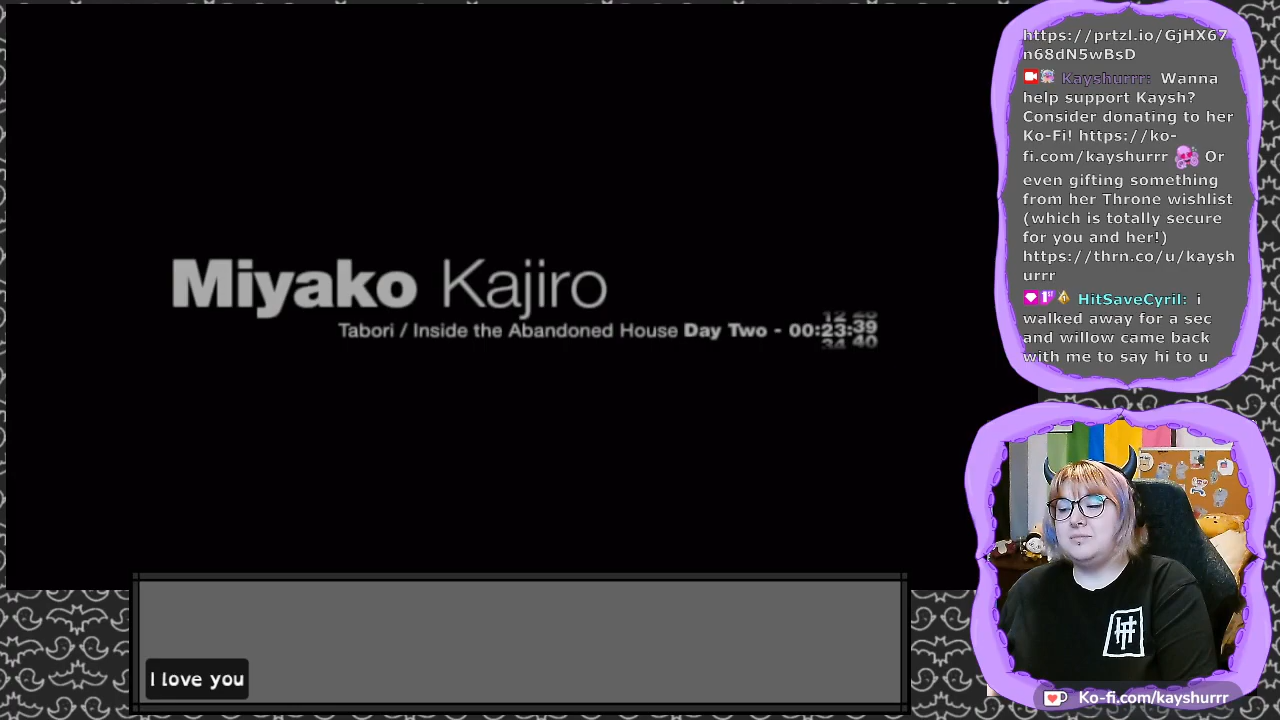 Miyako Kajiro
Tabori / Inside the Abandoned House Day Two - 00:23:39
https://prtzl.io/GjHX67
n68dN5wBsD
Kayshurrr: Wanna
help support Kaysh?
Consider donating to her
Ko-Fi! https://ko-
fi.com/kayshurrr Or
even gifting something
from her Throne wishlist
(which is totally secure
for you and her!)
https://thrn.co/u/kaysh
urrr
HitSaveCyril: i
walked away for a sec
and willow came back
with me to say hi to u
I love you
Ko-fi.com/kayshurrr